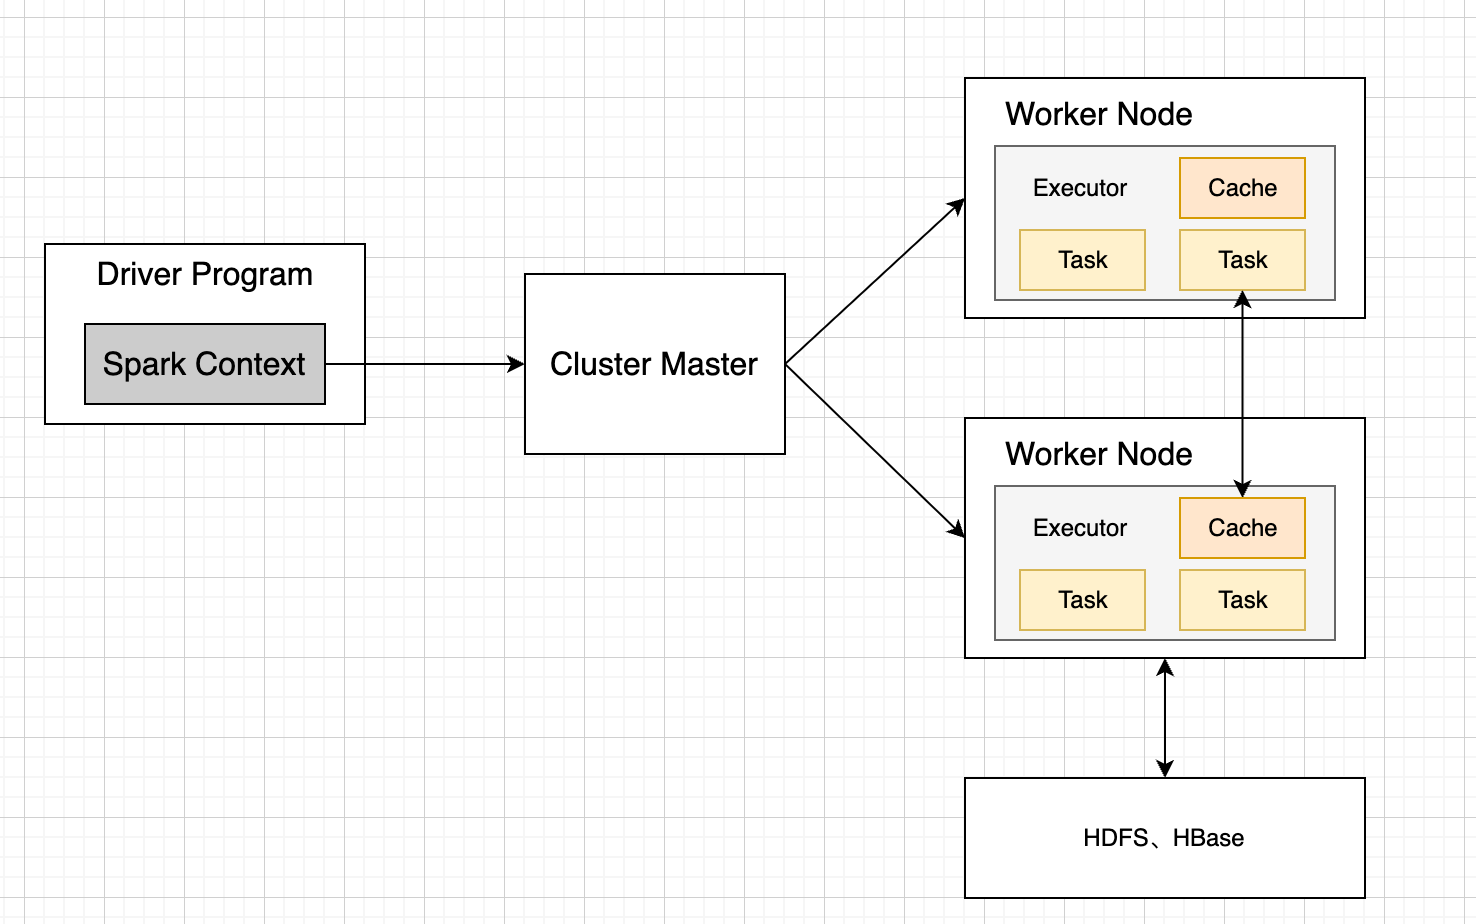 Driver Program
Spark Context
Cluster Master
Worker Node
Executor
Cache
Task
Task
Worker Node
Executor
Cache
Task
Task
HDFS、HBase